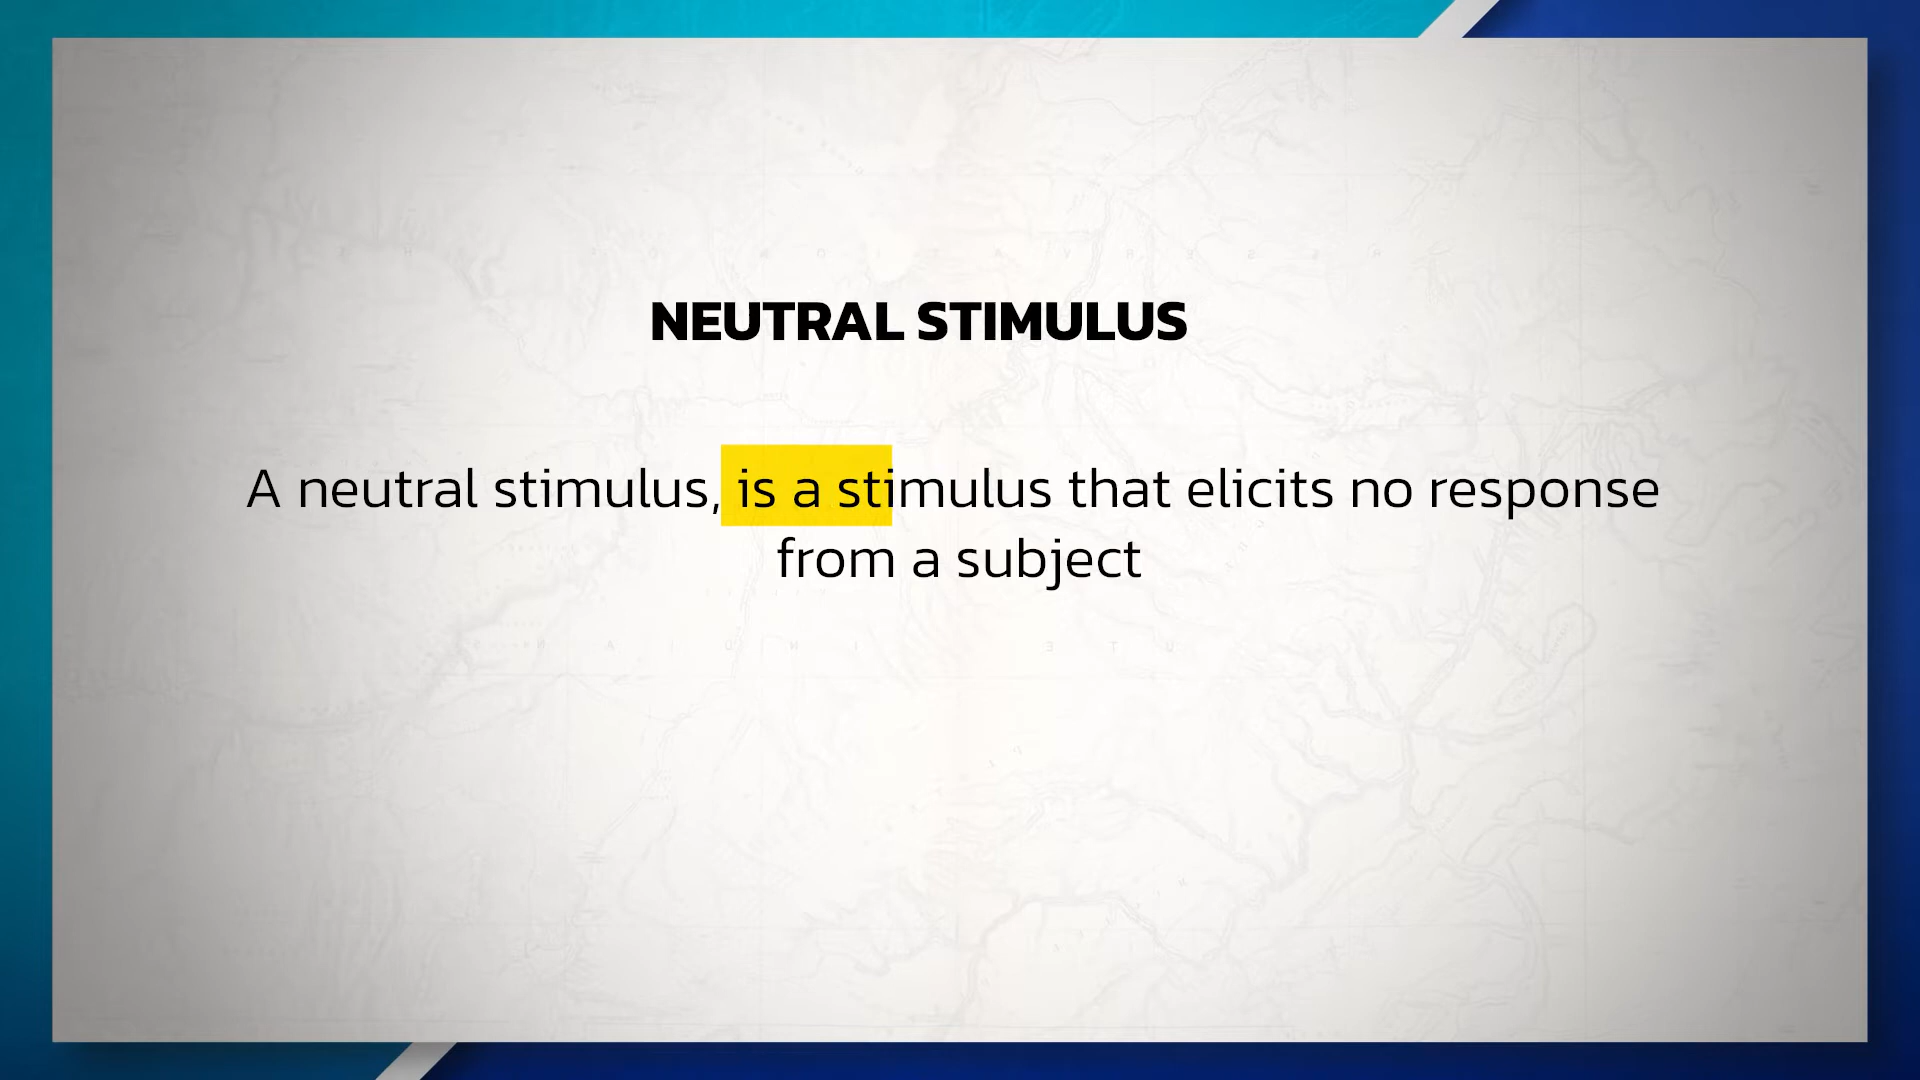 NEUTRAL STIMULUS
A neutral stimulus, is a stimulus that elicits no response
from a subject